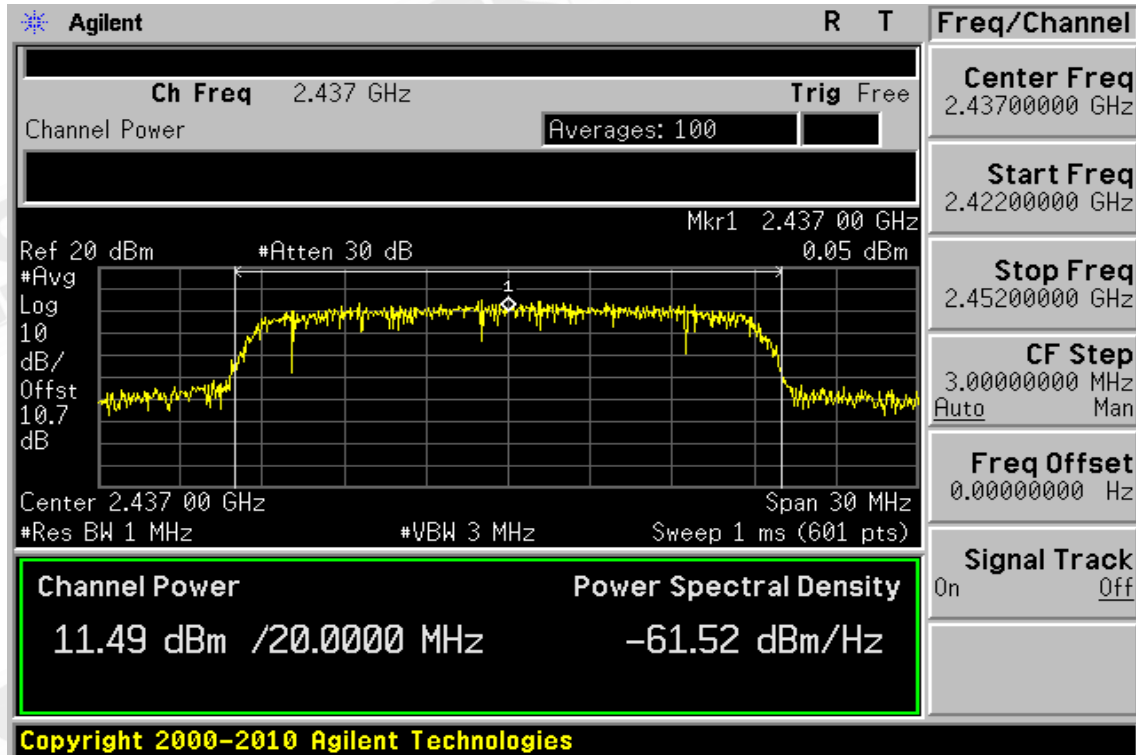 Agilent R T Freq/Channel
Ch Freq 2.437 GHz Trig Free
Channel Power Averages: 100
Mkr1 2.437 00 GHz
Ref 20 dBm #Atten 30 dB 0.05 dBm
#Avg
Log
10
dB/
Offst
10.7
dB
1
Center 2.437 00 GHz Span 30 MHz
#Res BW 1 MHz #VBW 3 MHz Sweep 1 ms (601 pts)
Channel Power Power Spectral Density
11.49 dBm /20.0000 MHz -61.52 dBm/Hz
Center Freq
2.43700000 GHz
Start Freq
2.42200000 GHz
Stop Freq
2.45200000 GHz
CF Step
3.00000000 MHz
Auto Man
Freq Offset
0.00000000 Hz
Signal Track
On Off
Copyright 2000-2010 Agilent Technologies